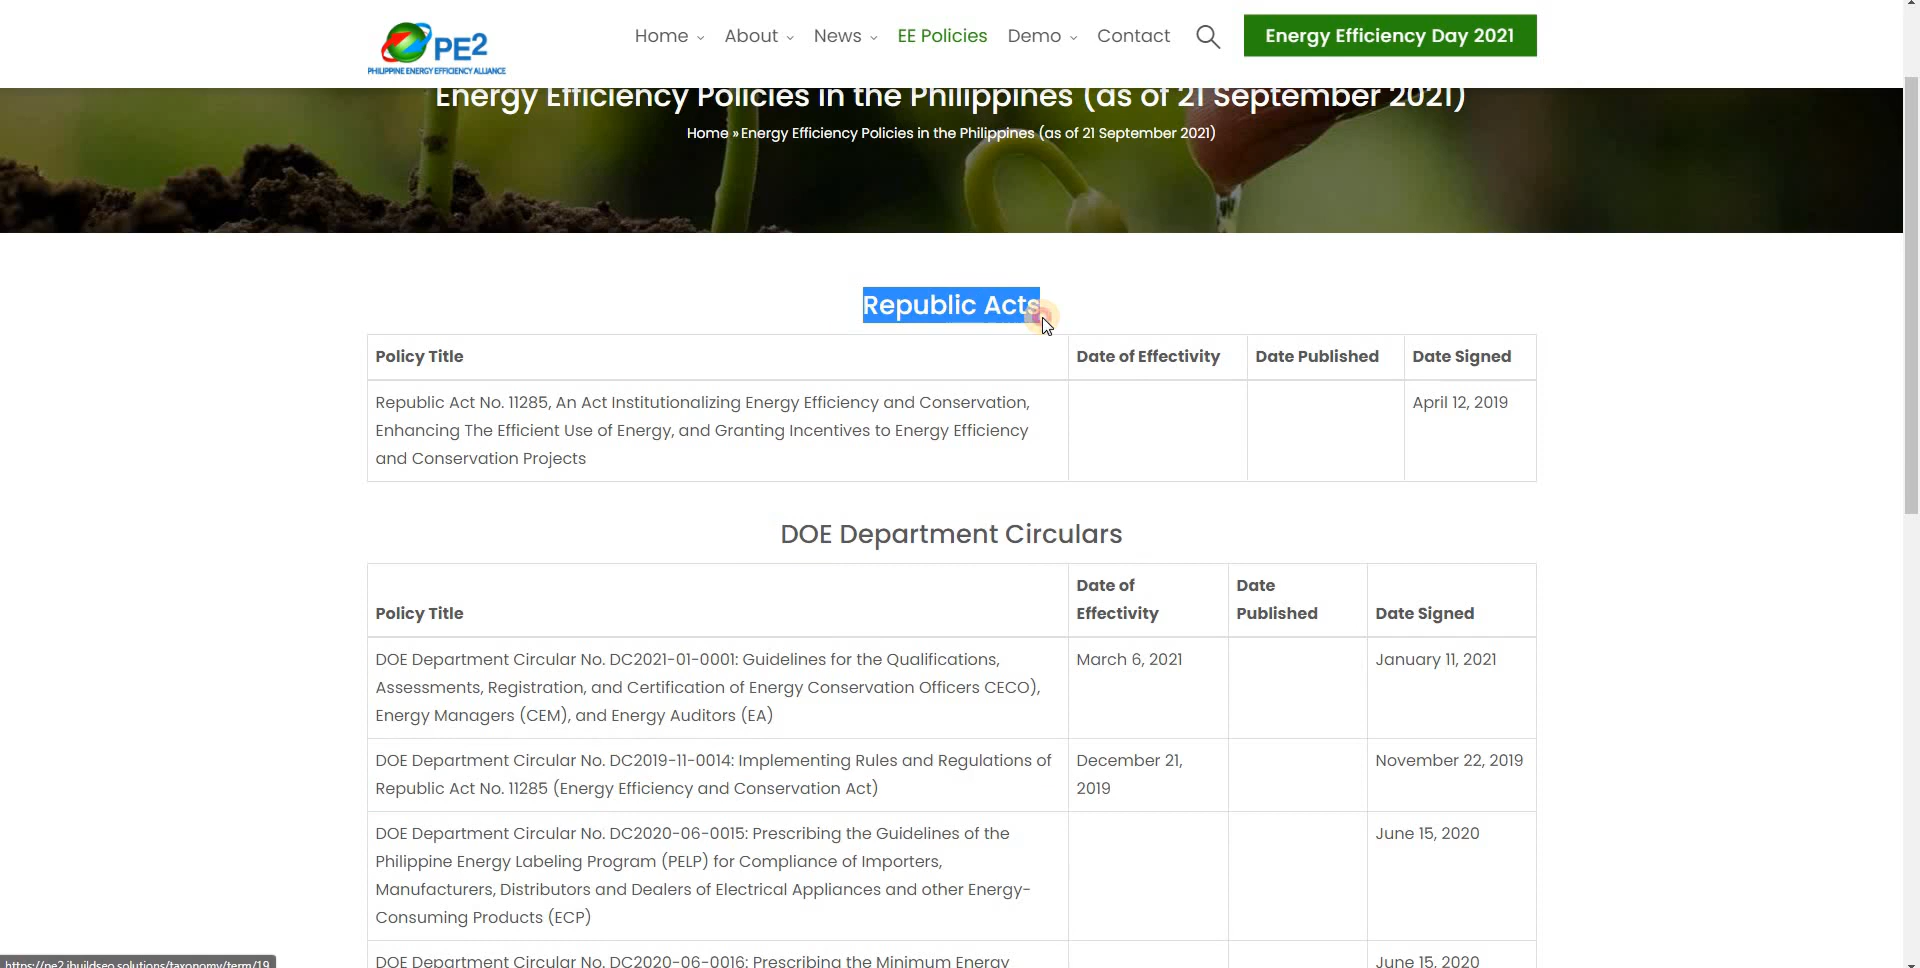 PE2
PHILIPPINE ENERGY EFFICIENCY ALLIANCE
Home
About
News
EE Policies
Demo
Contact
Energy Efficiency Day 2021
Energy Efficiency Policies in the Philippines (as of 21 September 2021)
Home » Energy Efficiency Policies in the Philippines (as of 21 September 2021)
Republic Acts
Policy Title Date of Effectivity Date Published Date Signed
Republic Act No. 11285, An Act Institutionalizing Energy Efficiency and Conservation, April 12, 2019
Enhancing The Efficient Use of Energy, and Granting Incentives to Energy Efficiency
and Conservation Projects
DOE Department Circulars
Date of Date
Policy Title Effectivity Published Date Signed
DOE Department Circular No. DC2021-01-0001: Guidelines for the Qualifications, March 6, 2021 January 11, 2021
Assessments, Registration, and Certification of Energy Conservation Officers CECO),
Energy Managers (CEM), and Energy Auditors (EA)
DOE Department Circular No. DC2019-11-0014: Implementing Rules and Regulations of December 21, November 22, 2019
Republic Act No. 11285 (Energy Efficiency and Conservation Act) 2019
DOE Department Circular No. DC2020-06-0015: Prescribing the Guidelines of the June 15, 2020
Philippine Energy Labeling Program (PELP) for Compliance of Importers,
Manufacturers, Distributors and Dealers of Electrical Appliances and other Energy-
Consuming Products (ECP)
DOE Department Circular No. DC2020-06-0016: Prescribing the Minimum Energy June 15, 2020
https://pe2.ibuildseo.solutions/taxonomy/term/19